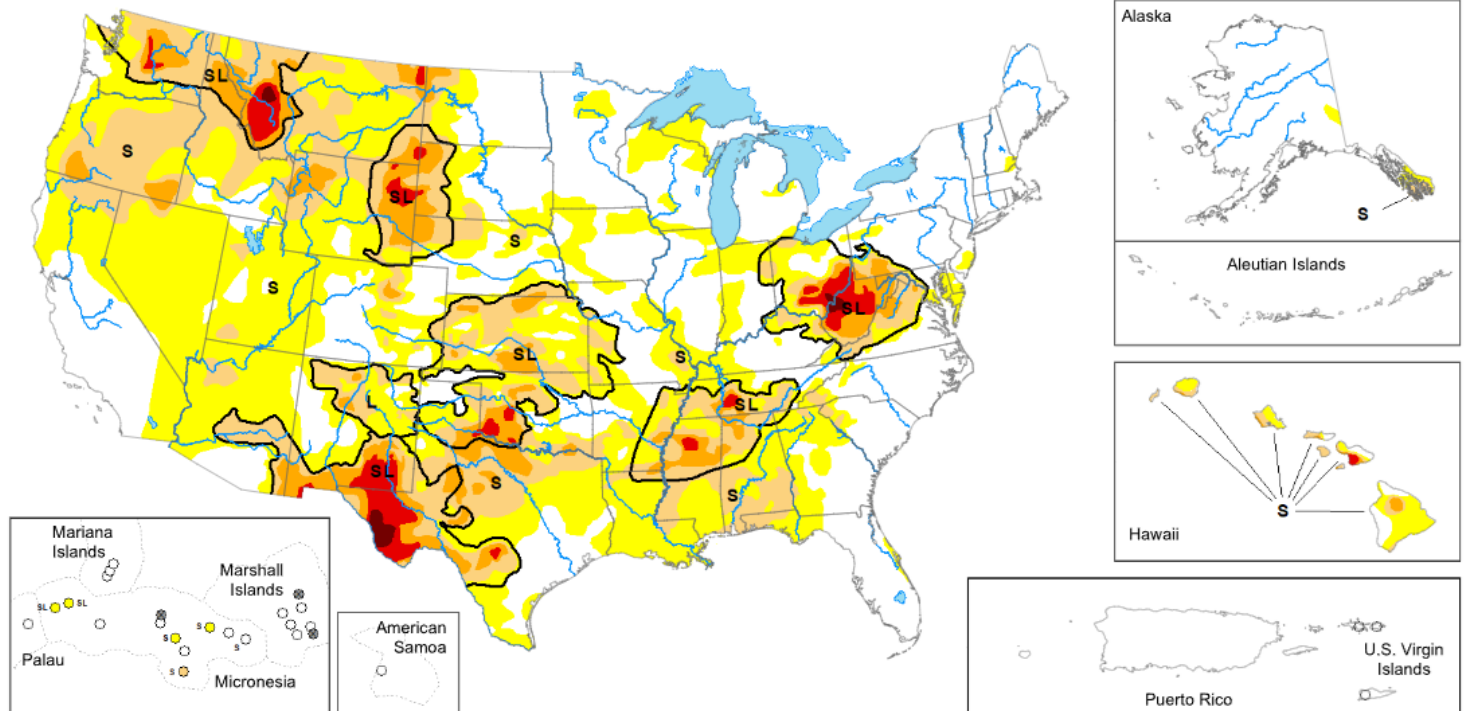 Alaska
S
Aleutian Islands
SL
S
SL
S
S
SL
SL
S
SL
L
SL
SL
S
S
S
Hawaii
Mariana
Islands
Marshall
Islands
SL
SL
S
S
S
S
Palau
Micronesia
American
Samoa
U.S. Virgin
Islands
Puerto Rico